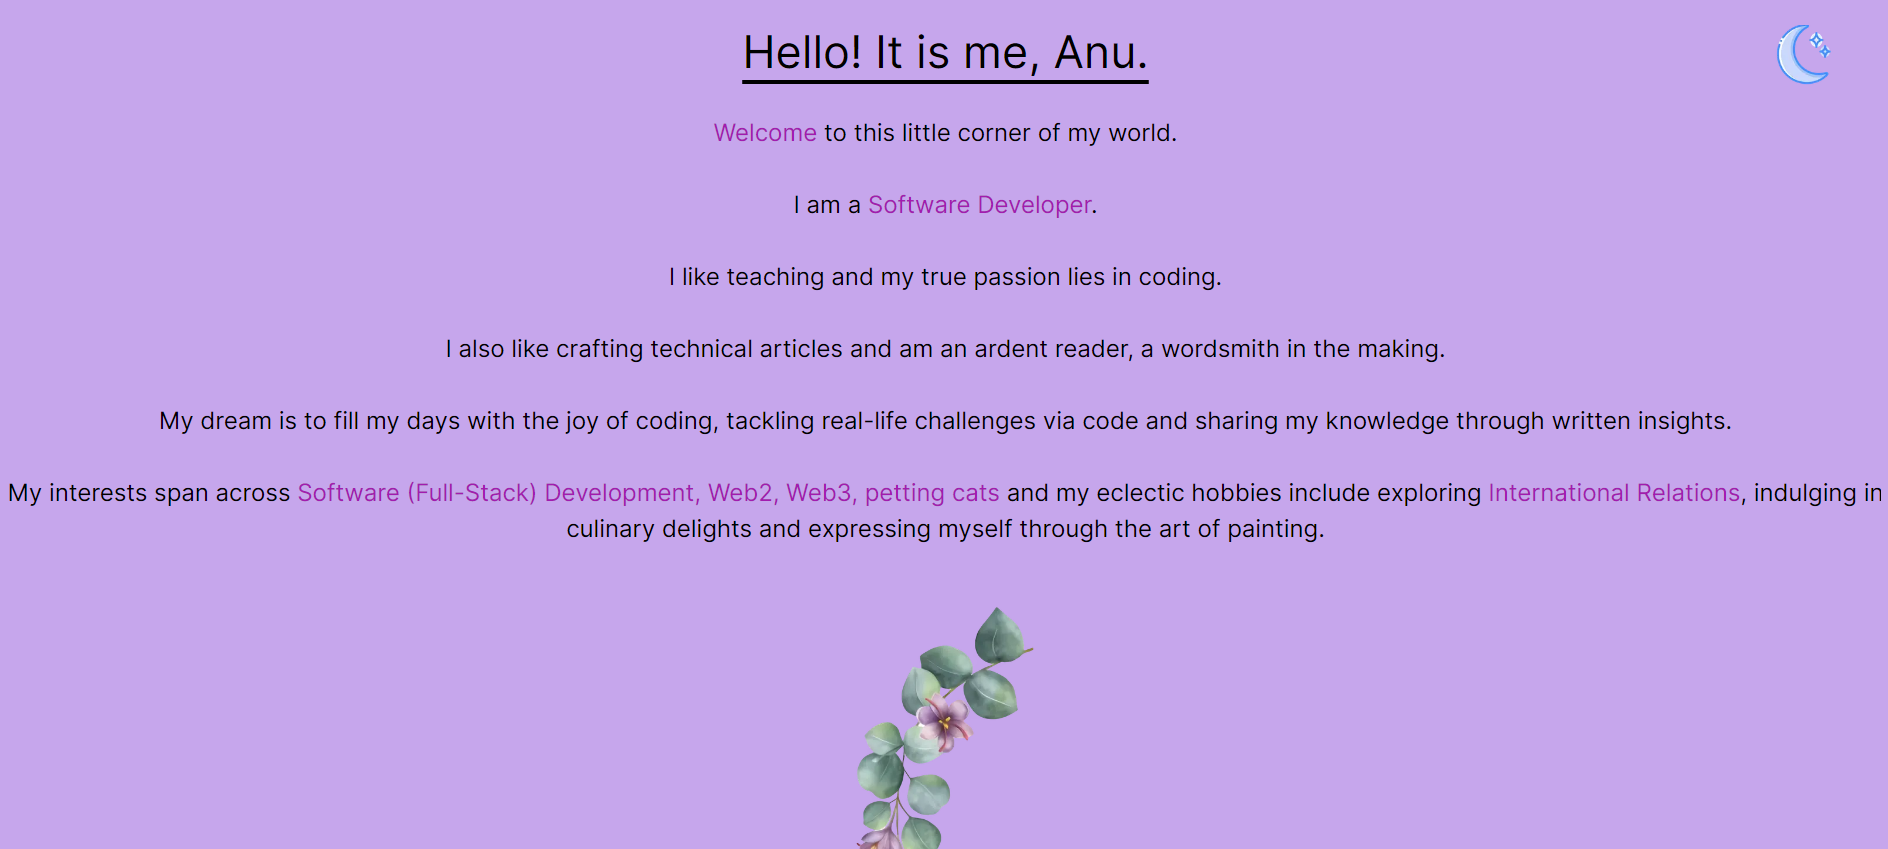 Hello! It is me, Anu.
Welcome to this little corner of my world.
I am a Software Developer.
I like teaching and my true passion lies in coding.
I also like crafting technical articles and am an ardent reader, a wordsmith in the making.
My dream is to fill my days with the joy of coding, tackling real-life challenges via code and sharing my knowledge through written insights.
My interests span across Software (Full-Stack) Development, Web2, Web3, petting cats and my eclectic hobbies include exploring International Relations, indulging in
culinary delights and expressing myself through the art of painting.